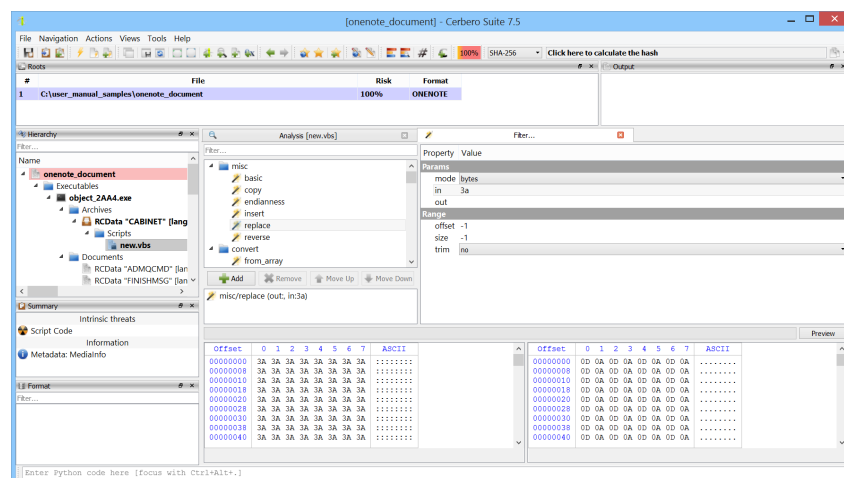 [onenote_document] - Cerbero Suite 7.5
File Navigation Actions Views Tools Help
100% SHA-256 Click here to calculate the hash
Roots
Output
# File Risk Format
1 C:\user_manual_samples\onenote_document 100% ONENOTE
Hierarchy
Filter...
Name
onenote_document
Executables
object_2AA4.exe
Archives
RCData "CABINET" [lang
Scripts
new.vbs
Documents
RCData "ADMQCMD" [lan
RCData "FINISHMSG" [lan
Summary
Intrinsic threats
Script Code
Information
Metadata: MediaInfo
Format
Filter...
Analysis [new.vbs]
Filter...
misc
basic
copy
endianness
insert
replace
reverse
convert
from_array
Add Remove Move Up Move Down
misc/replace (out:, in:3a)
Filter...
Property Value
Params
mode bytes
in 3a
out
Range
offset -1
size -1
trim no
Preview
Offset 0 1 2 3 4 5 6 7 ASCII
00000000 3A 3A 3A 3A 3A 3A 3A 3A ::::::::
00000008 3A 3A 3A 3A 3A 3A 3A 3A ::::::::
00000010 3A 3A 3A 3A 3A 3A 3A 3A ::::::::
00000018 3A 3A 3A 3A 3A 3A 3A 3A ::::::::
00000020 3A 3A 3A 3A 3A 3A 3A 3A ::::::::
00000028 3A 3A 3A 3A 3A 3A 3A 3A ::::::::
00000030 3A 3A 3A 3A 3A 3A 3A 3A ::::::::
00000038 3A 3A 3A 3A 3A 3A 3A 3A ::::::::
00000040 3A 3A 3A 3A 3A 3A 3A 3A ::::::::
Offset 0 1 2 3 4 5 6 7 ASCII
00000000 0D 0A 0D 0A 0D 0A 0D 0A ........
00000008 0D 0A 0D 0A 0D 0A 0D 0A ........
00000010 0D 0A 0D 0A 0D 0A 0D 0A ........
00000018 0D 0A 0D 0A 0D 0A 0D 0A ........
00000020 0D 0A 0D 0A 0D 0A 0D 0A ........
00000028 0D 0A 0D 0A 0D 0A 0D 0A ........
00000030 0D 0A 0D 0A 0D 0A 0D 0A ........
00000038 0D 0A 0D 0A 0D 0A 0D 0A ........
00000040 0D 0A 0D 0A 0D 0A 0D 0A ........
Enter Python code here [focus with Ctrl+Alt+.]